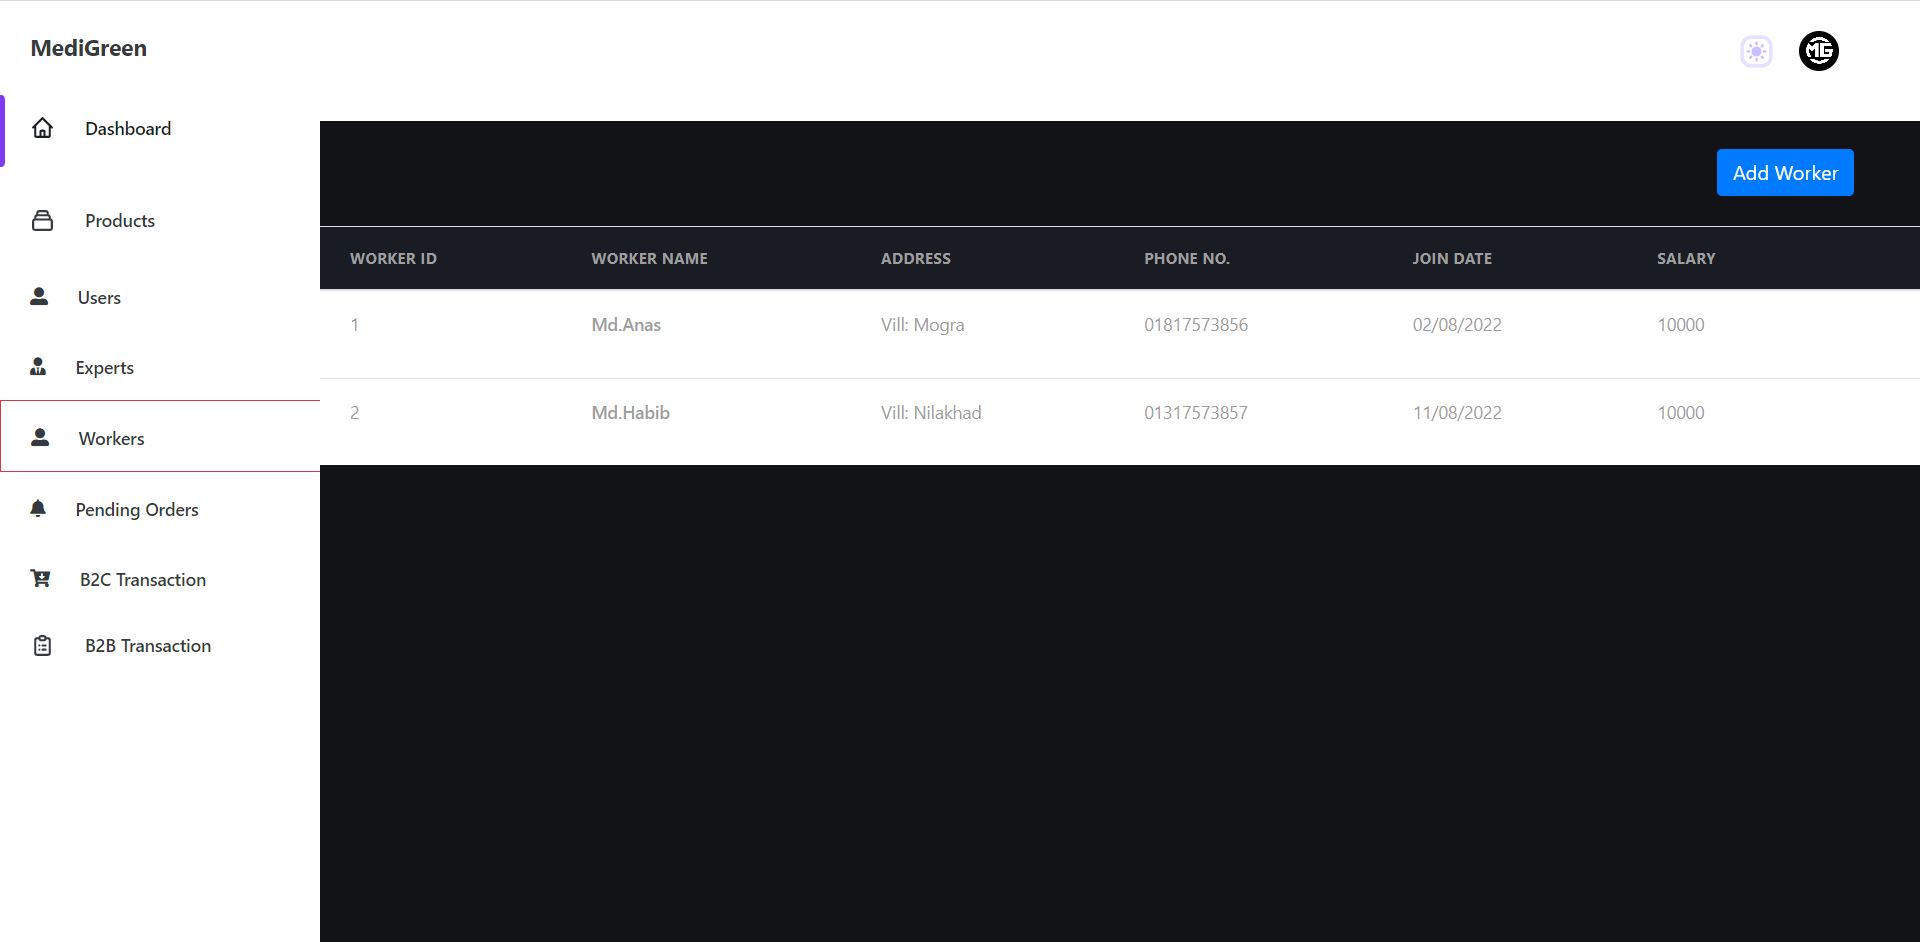 MediGreen
MG
Dashboard
Products
Users
Experts
Workers
Pending Orders
B2C Transaction
B2B Transaction
Add Worker
WORKER ID WORKER NAME ADDRESS PHONE NO. JOIN DATE SALARY
1 Md.Anas Vill: Mogra 01817573856 02/08/2022 10000
2 Md.Habib Vill: Nilakhad 01317573857 11/08/2022 10000